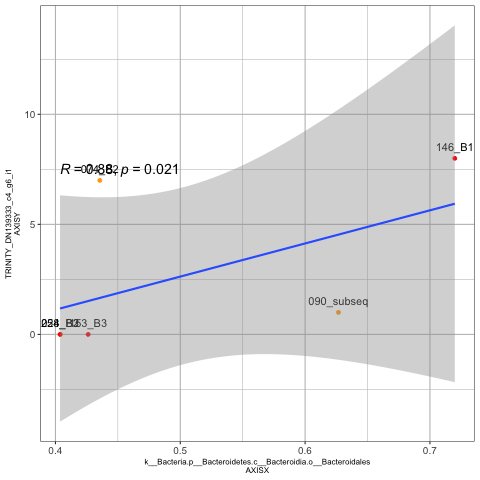 10
5
0
146_B1
R = 0.88, p = 0.021
090_subseq
153_B3
0.4
0.5
0.6
0.7
TRINITY_DN139333_c4_g6_i1
AXISY
k__Bacteria.p__Bacteroidetes.c__Bacteroidia.o__Bacteroidales
AXISX